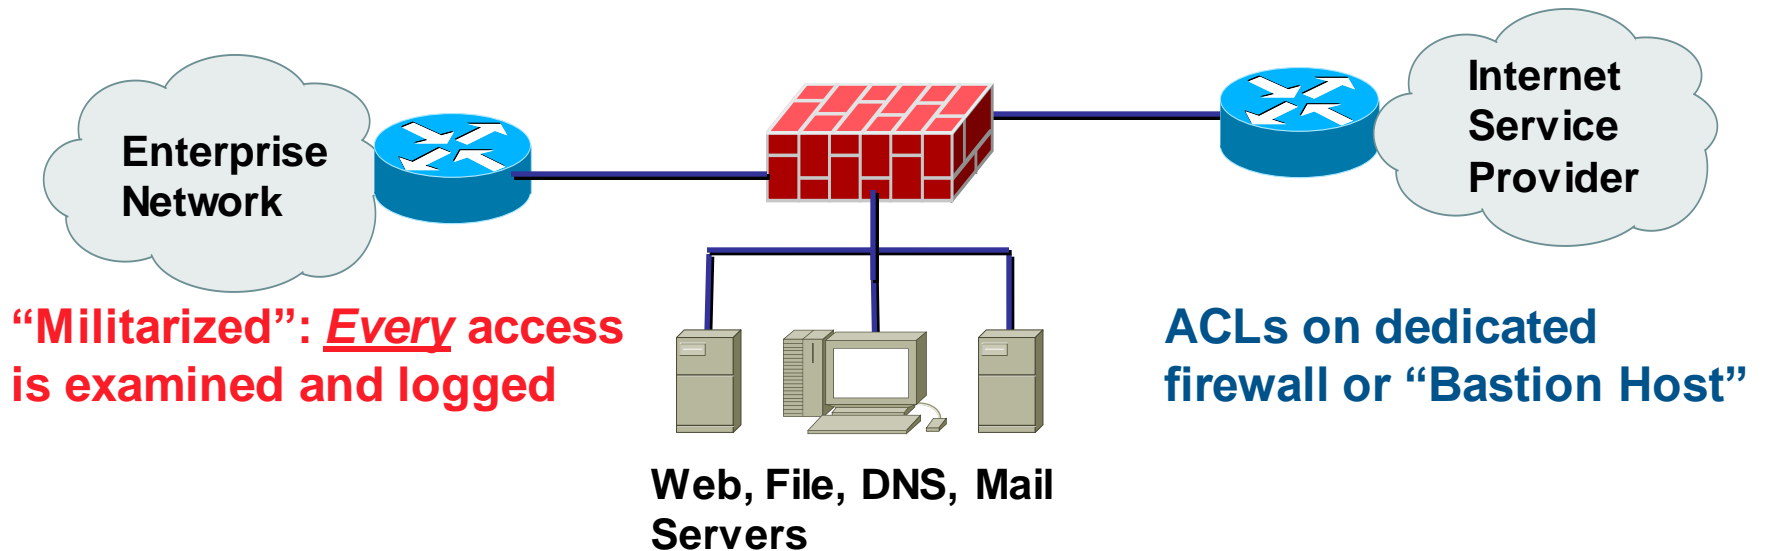 Enterprise
Network
Internet
Service
Provider
“Militarized”: Every access
is examined and logged
ACLs on dedicated
firewall or “Bastion Host”
Web, File, DNS, Mail
Servers